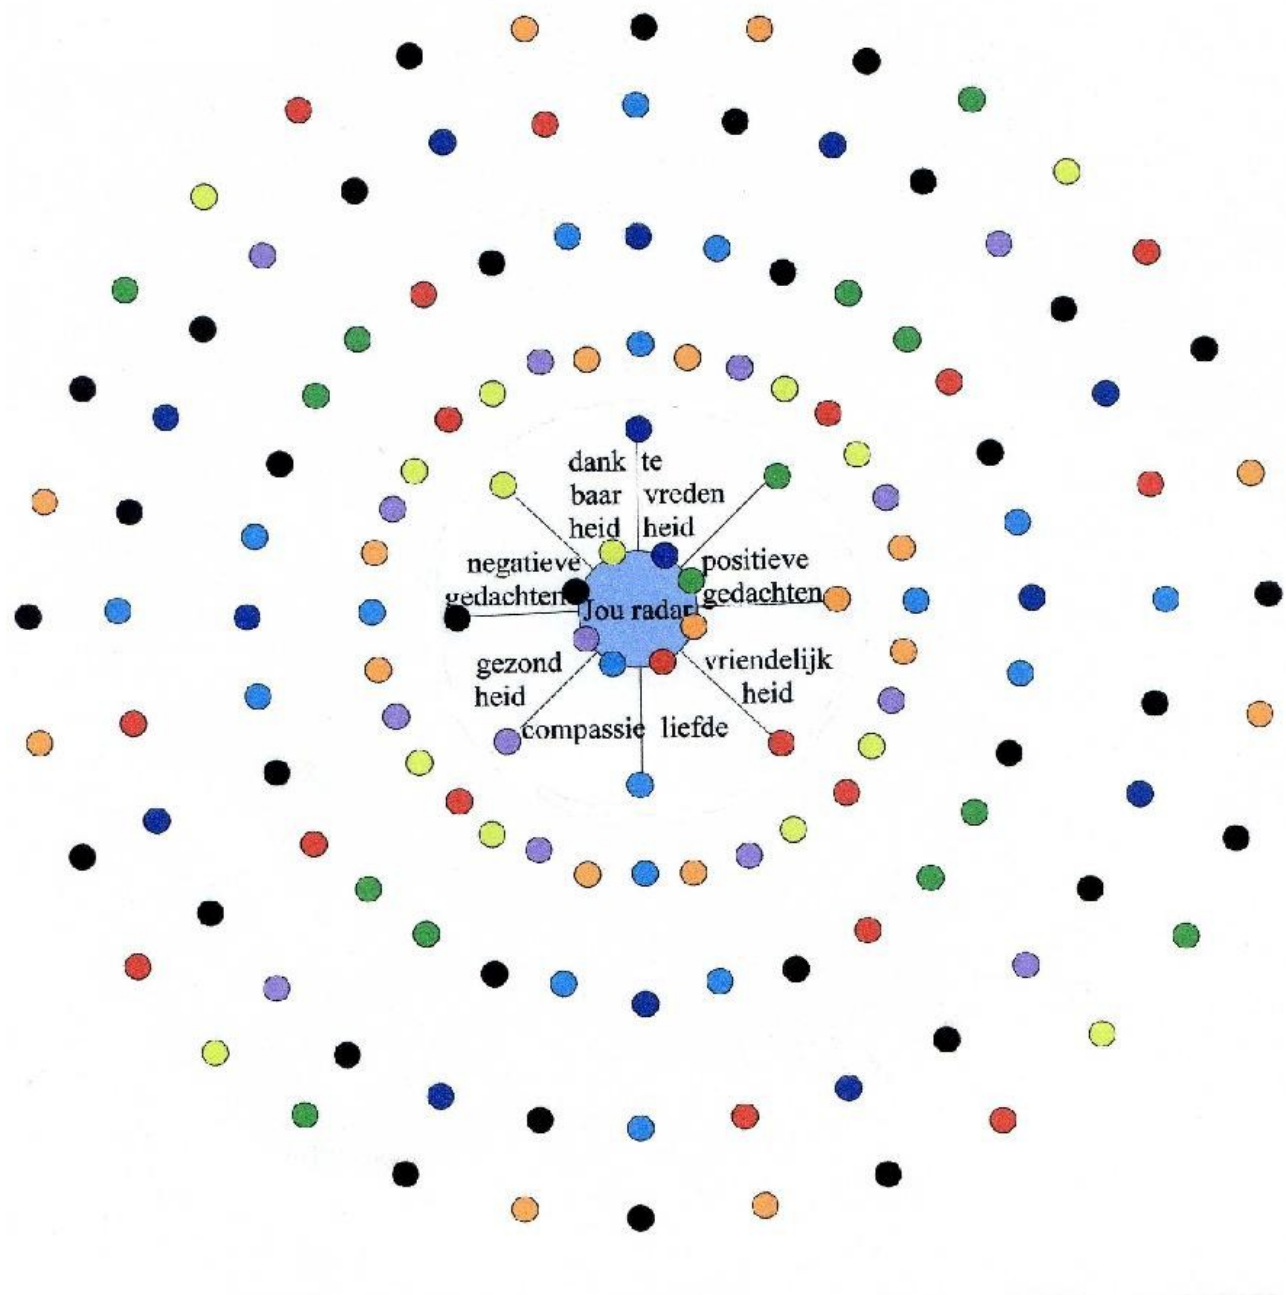 dank te
baar vreden
heid heid
negatieve positieve
gedachten gedachten
Jou radar
gezond vriendelijk
heid heid
compassie liefde